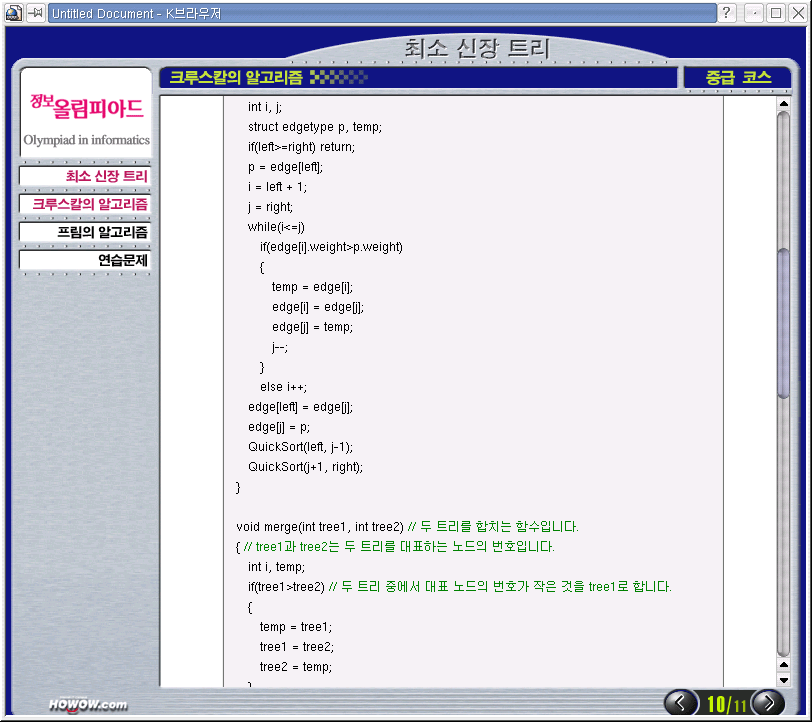 Untitled Document - K브라우저
최소 신장 트리
크루스칼의 알고리즘
중급 코스
정보올림피아드
Olympiad in informatics
최소 신장 트리
크루스칼의 알고리즘
프림의 알고리즘
연습문제
int i, j;
struct edgetype p, temp;
if(left>=right) return;
p = edge[left];
i = left + 1;
j = right;
while(i<=j)
if(edge[i].weight>p.weight)
{
temp = edge[i];
edge[i] = edge[j];
edge[j] = temp;
j--;
}
else i++;
edge[left] = edge[j];
edge[j] = p;
QuickSort(left, j-1);
QuickSort(j+1, right);
}
void merge(int tree1, int tree2) // 두 트리를 합치는 함수입니다.
{ // tree1과 tree2는 두 트리를 대표하는 노드의 번호입니다.
int i, temp;
if(tree1>tree2) // 두 트리 중에서 대표 노드의 번호가 작은 것을 tree1로 합니다.
{
temp = tree1;
tree1 = tree2;
tree2 = temp;
}
HOWOW.com
10/11